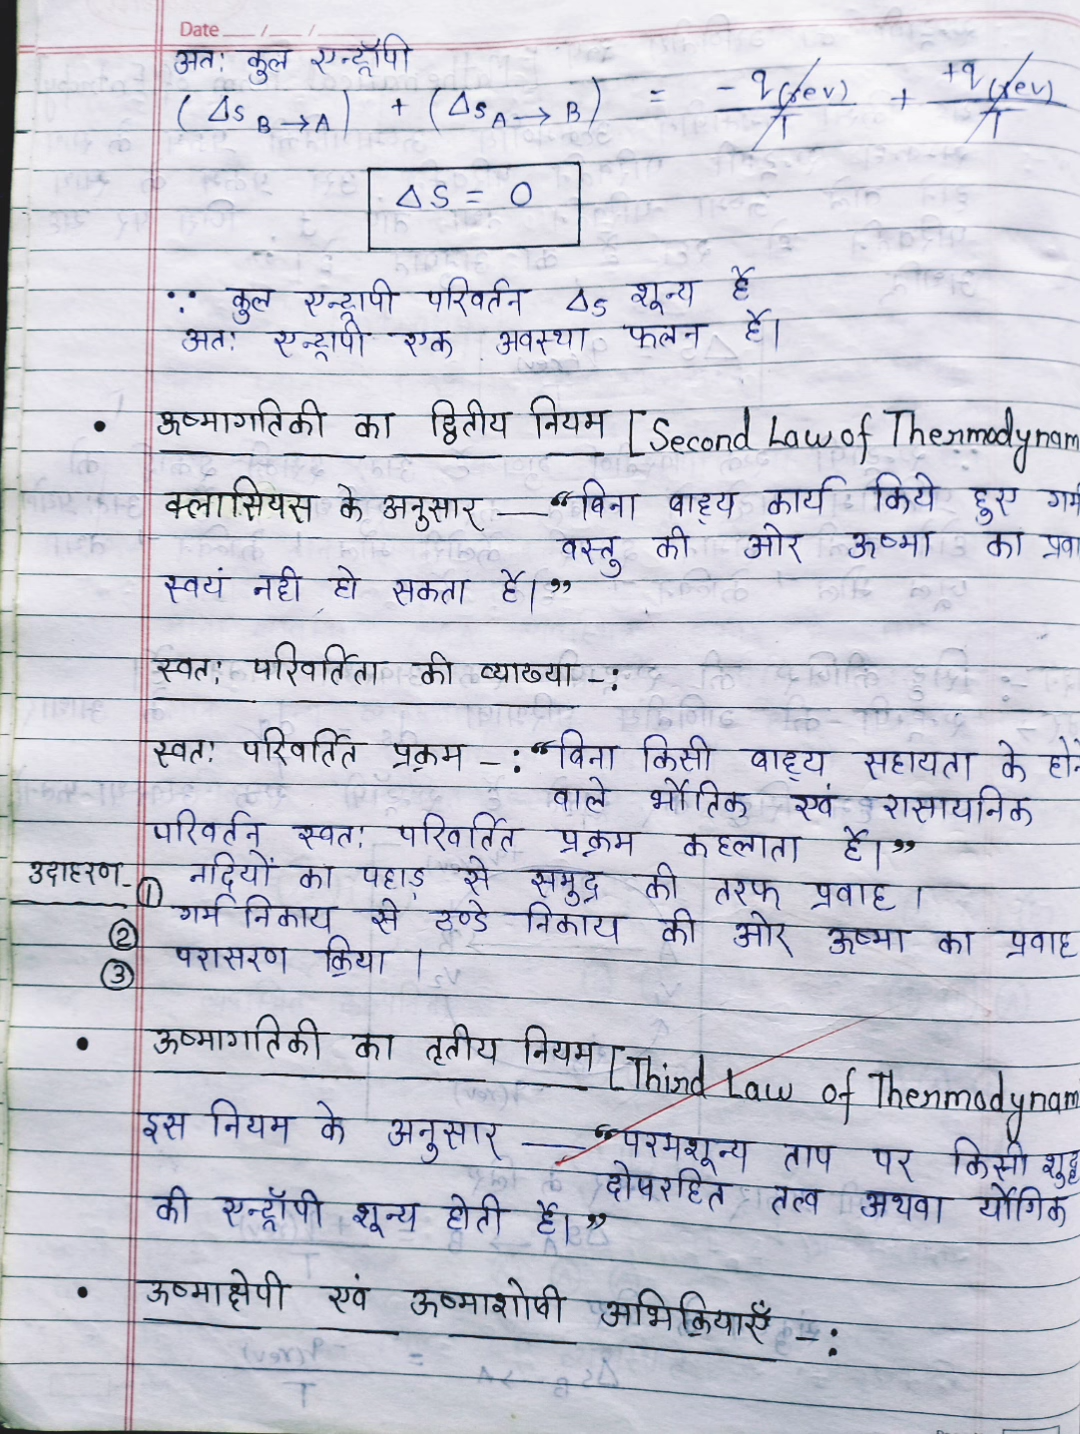 Date __/__/__
अतः कुल एन्ट्रॉपी
(ΔS B→A) + (ΔS A→B) = - q(rev)/T + +q(rev)/T
ΔS = 0
∵ कुल एन्ट्रापी परिवर्तन ΔS शून्य है
अतः एन्ट्रापी एक अवस्था फलन है।
• ऊष्मागतिकी का द्वितीय नियम [Second Law of Thermodynam
क्लासियस के अनुसार — “बिना वाह्य कार्य किये हुए गर्म
वस्तु की ओर ऊष्मा का प्रवा
स्वयं नही हो सकता है।”
स्वतः परिवर्तिता की व्याख्या -:
स्वतः परिवर्तित प्रक्रम -: “बिना किसी वाह्य सहायता के होने
वाले भौतिक एवं रासायनिक
परिवर्तन स्वतः परिवर्तित प्रक्रम कहलाता है।”
उदाहरण- ① नदियों का पहाड़ से समुद्र की तरफ प्रवाह ।
② गर्म निकाय से ठण्डे निकाय की ओर ऊष्मा का प्रवाह
③ परासरण क्रिया ।
• ऊष्मागतिकी का तृतीय नियम [Third Law of Thermodynam
इस नियम के अनुसार — “परमशून्य ताप पर किसी शुद्ध
दोषरहित तत्व अथवा यौगिक
की एन्ट्रॉपी शून्य होती है।”
• ऊष्माक्षेपी एवं ऊष्माशोषी अभिक्रियाएँ -: